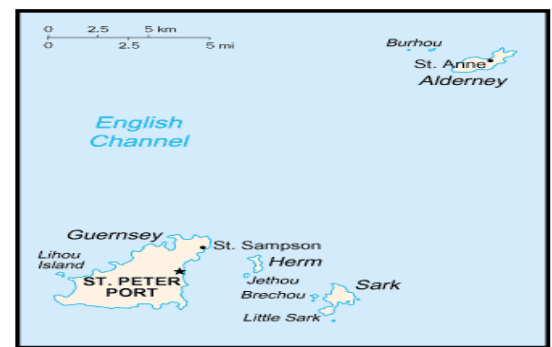 0 2.5 5 km
0 2.5 5 mi
Burhou
St. Anne
Alderney
English
Channel
Guernsey
St. Sampson
Lihou
Island
Herm
ST. PETER
PORT
Jethou
Sark
Brechou
Little Sark